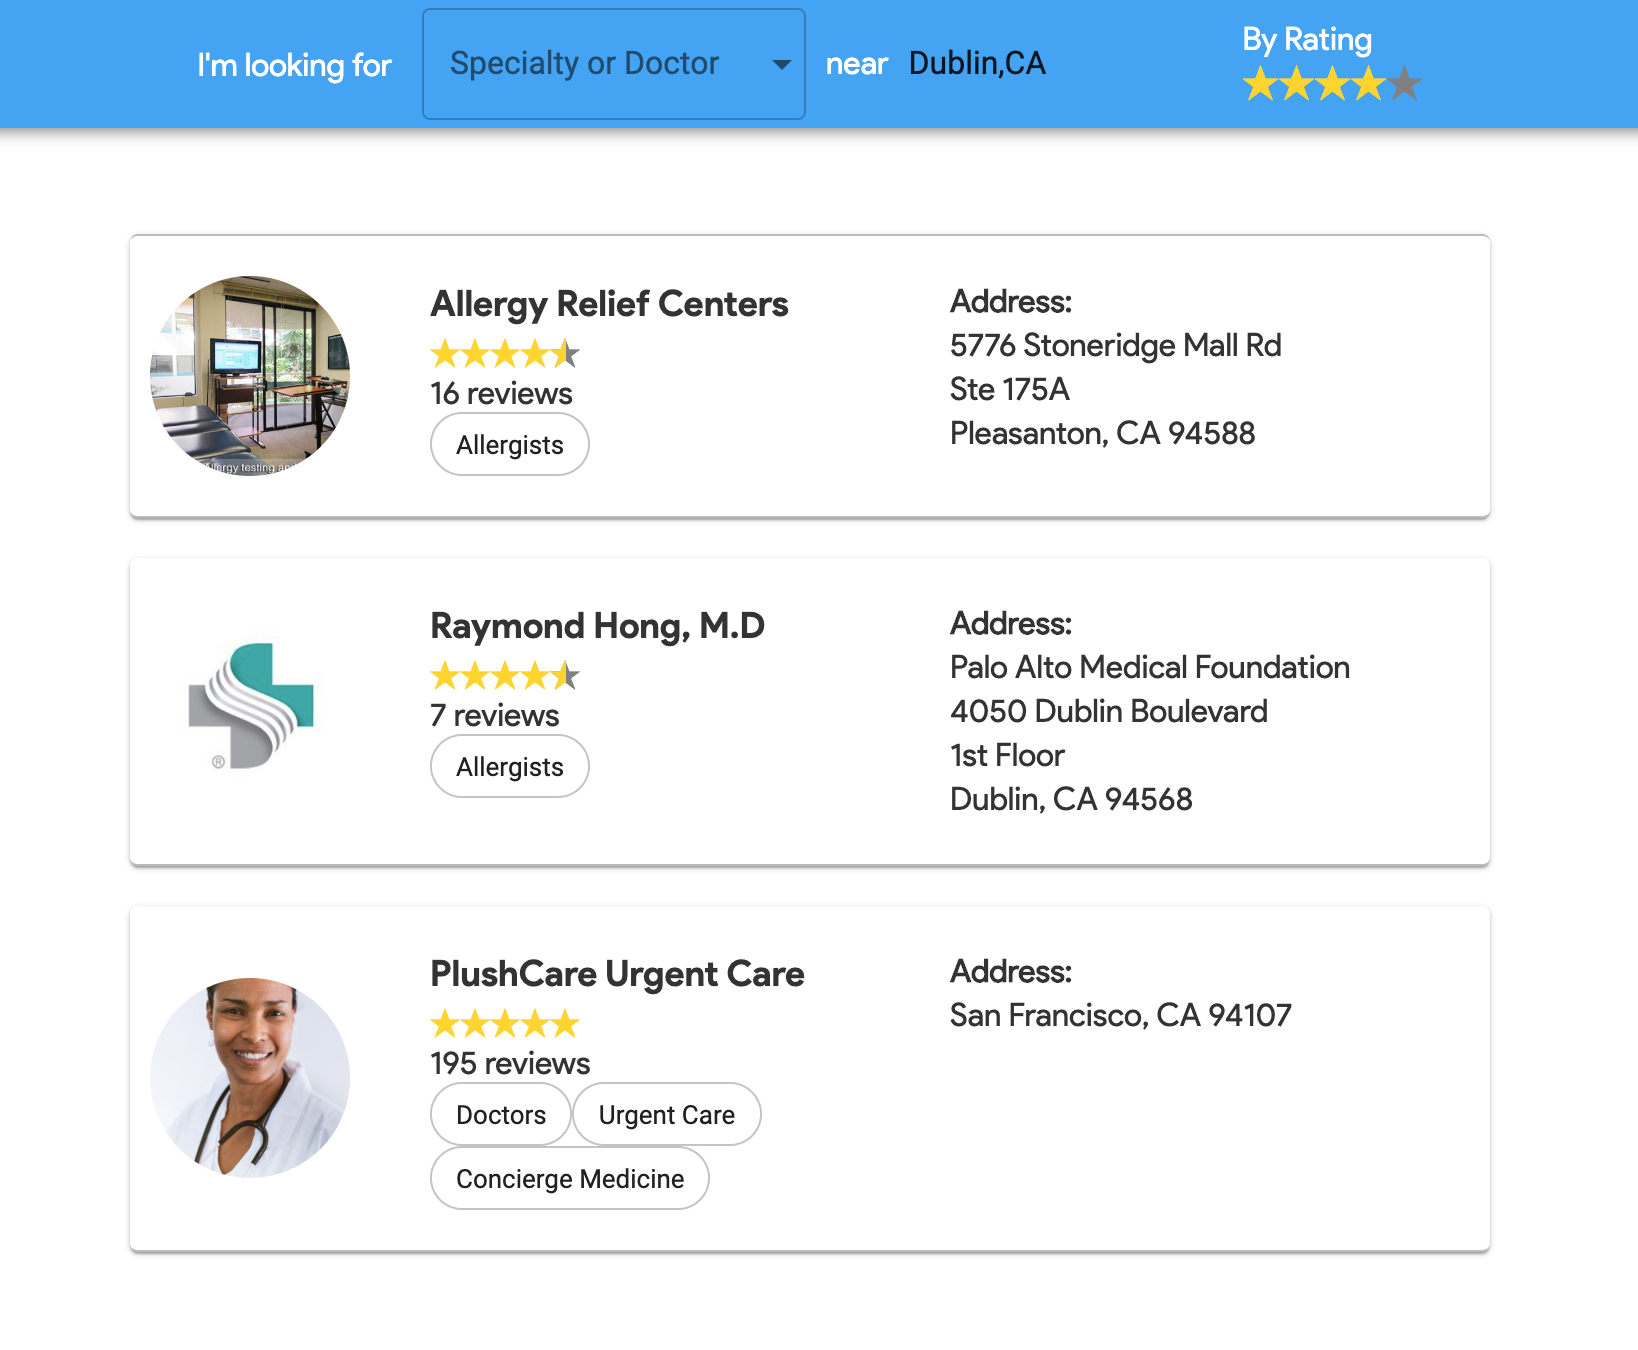 I'm looking for
Specialty or Doctor
near
Dublin,CA
By Rating
Allergy Relief Centers
16 reviews
Allergists
Address:
5776 Stoneridge Mall Rd
Ste 175A
Pleasanton, CA 94588
Allergy testing and
Raymond Hong, M.D
7 reviews
Allergists
Address:
Palo Alto Medical Foundation
4050 Dublin Boulevard
1st Floor
Dublin, CA 94568
®
PlushCare Urgent Care
195 reviews
Doctors
Urgent Care
Concierge Medicine
Address:
San Francisco, CA 94107